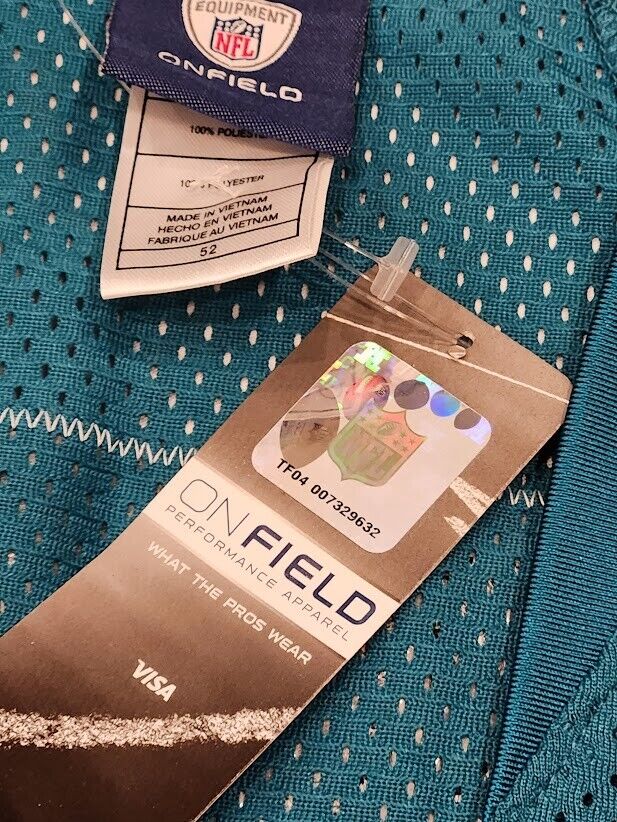 EQUIPMENT
NFL
ONFIELD
100%
MADE IN VIETNAM
HECHO EN VIETNAM
FABRIQUE AU VIETNAM
52
NFL
TF04 007329632
ONFIELD
PERFORMANCE APPAREL
WHAT THE PROS WEAR
VISA